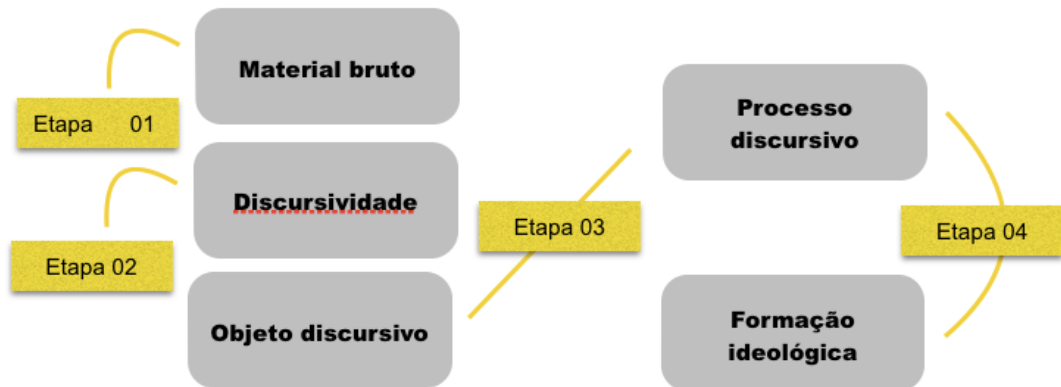 Material bruto
Etapa 01
Discursividade
Etapa 02
Objeto discursivo
Etapa 03
Processo
discursivo
Etapa 04
Formação
ideológica